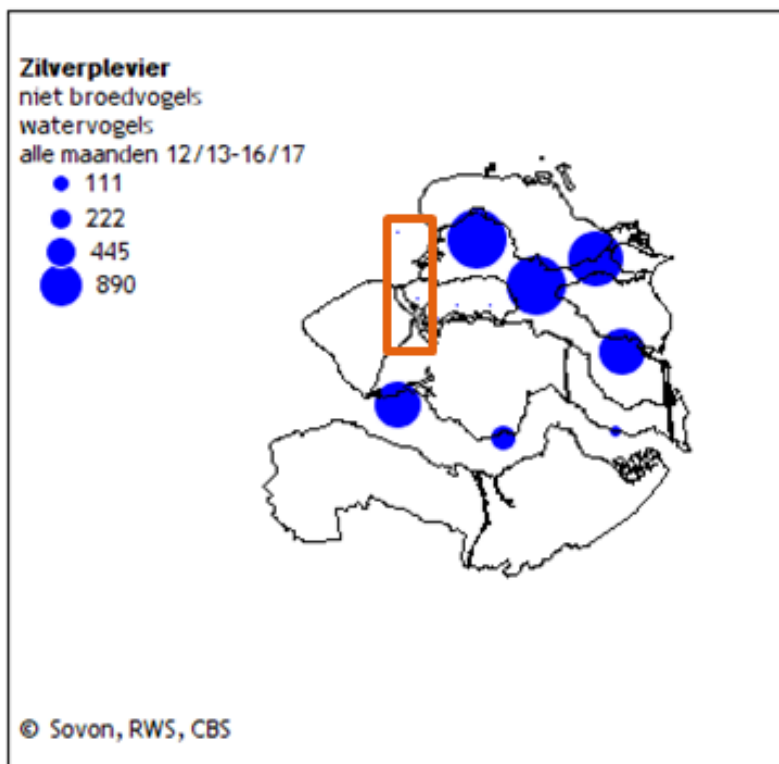 Zilverplevier
niet broedvogels
watervogels
alle maanden 12/13-16/17
111
222
445
890
© Sovon, RWS, CBS